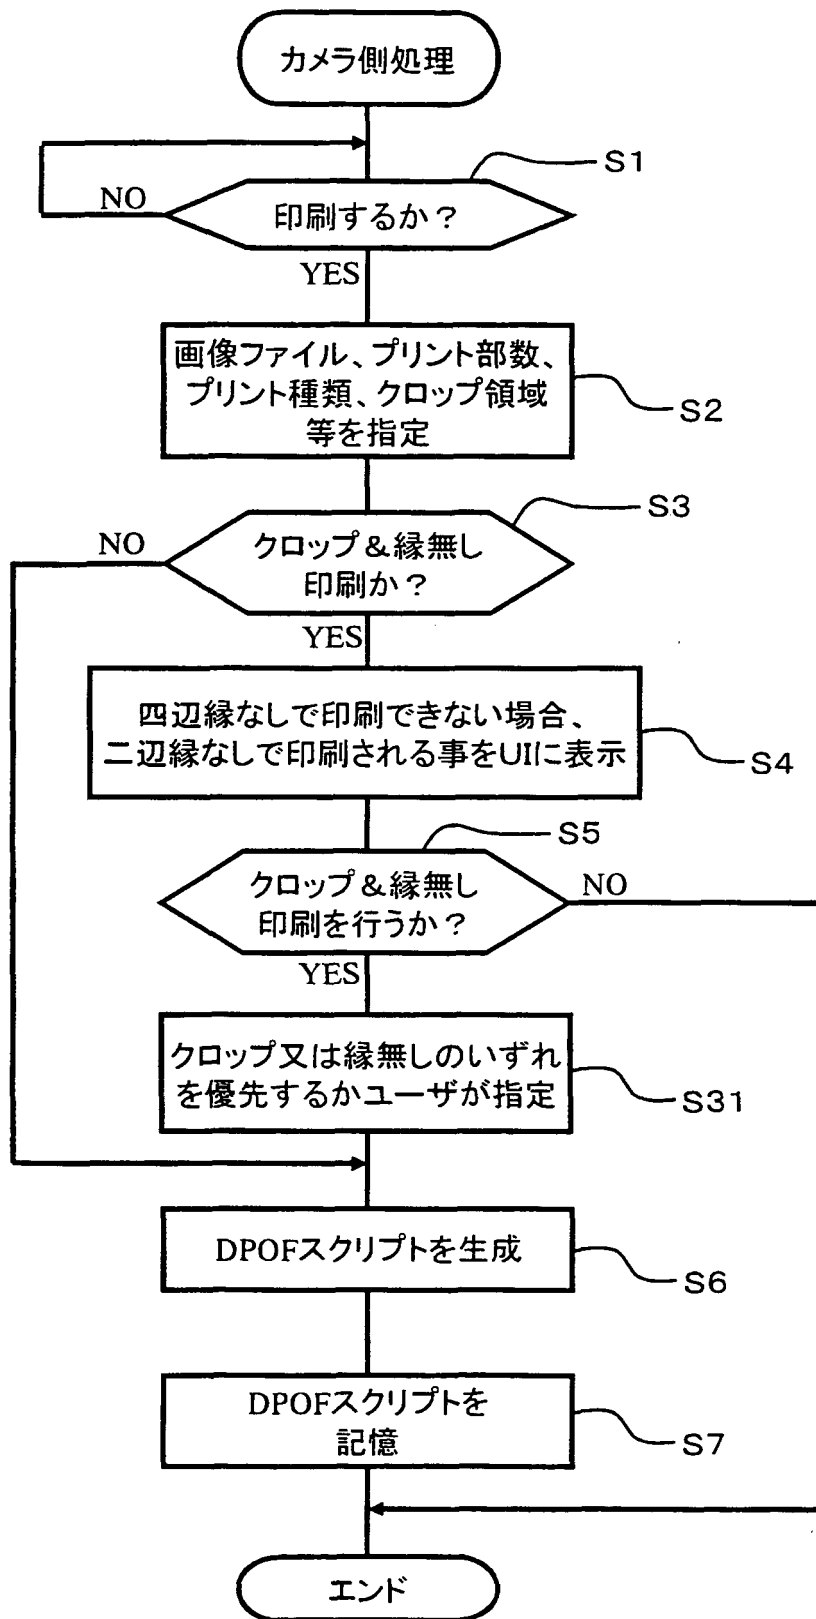 カメラ側処理
S1
NO
印刷するか?
YES
画像ファイル、プリント部数、
プリント種類、クロップ領域
等を指定
S2
S3
NO
クロップ&縁無し
印刷か?
YES
四辺縁なしで印刷できない場合、
二辺縁なしで印刷される事をUIに表示
S4
S5
クロップ&縁無し
印刷を行うか?
NO
YES
クロップ又は縁無しのいずれ
を優先するかユーザが指定
S31
DPOFスクリプトを生成
S6
DPOFスクリプトを
記憶
S7
エンド